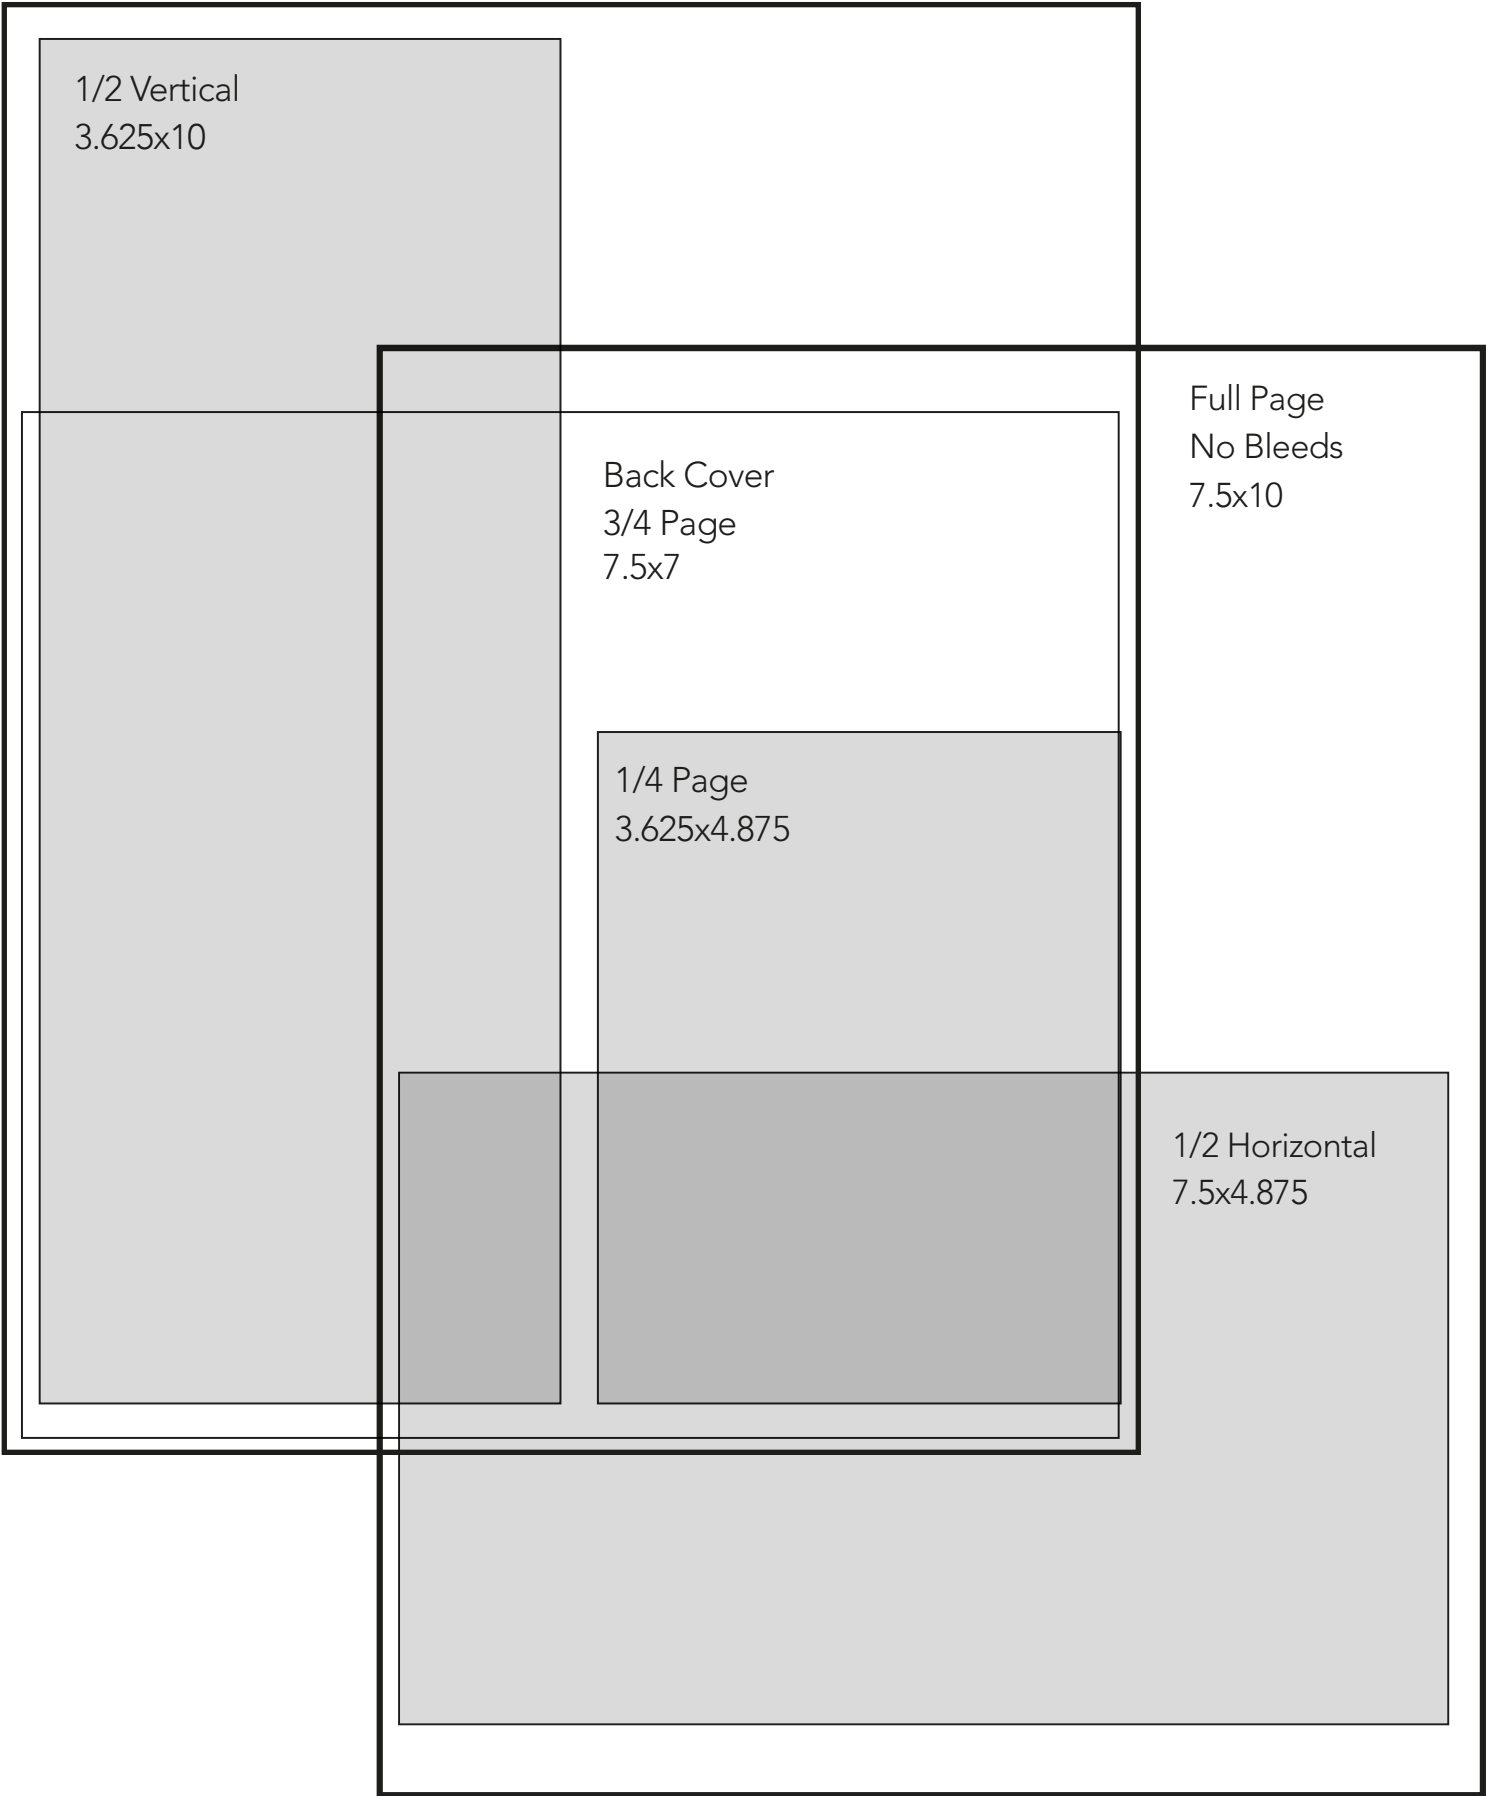 1/2 Vertical
3.625x10
Full Page
No Bleeds
7.5x10
Back Cover
3/4 Page
7.5x7
1/4 Page
3.625x4.875
1/2 Horizontal
7.5x4.875